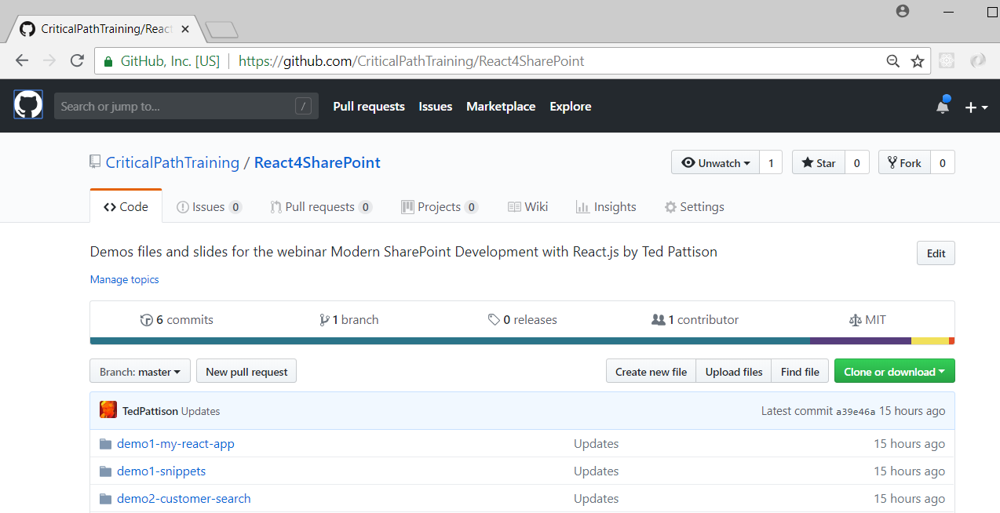 CriticalPathTraining/React
GitHub, Inc. [US] https://github.com/CriticalPathTraining/React4SharePoint
Search or jump to... / Pull requests Issues Marketplace Explore
CriticalPathTraining / React4SharePoint Unwatch 1 Star 0 Fork 0
Code Issues 0 Pull requests 0 Projects 0 Wiki Insights Settings
Demos files and slides for the webinar Modern SharePoint Development with React.js by Ted Pattison Edit
Manage topics
6 commits 1 branch 0 releases 1 contributor MIT
Branch: master New pull request Create new file Upload files Find file Clone or download
TedPattison Updates Latest commit a39e46a 15 hours ago
demo1-my-react-app Updates 15 hours ago
demo1-snippets Updates 15 hours ago
demo2-customer-search Updates 15 hours ago